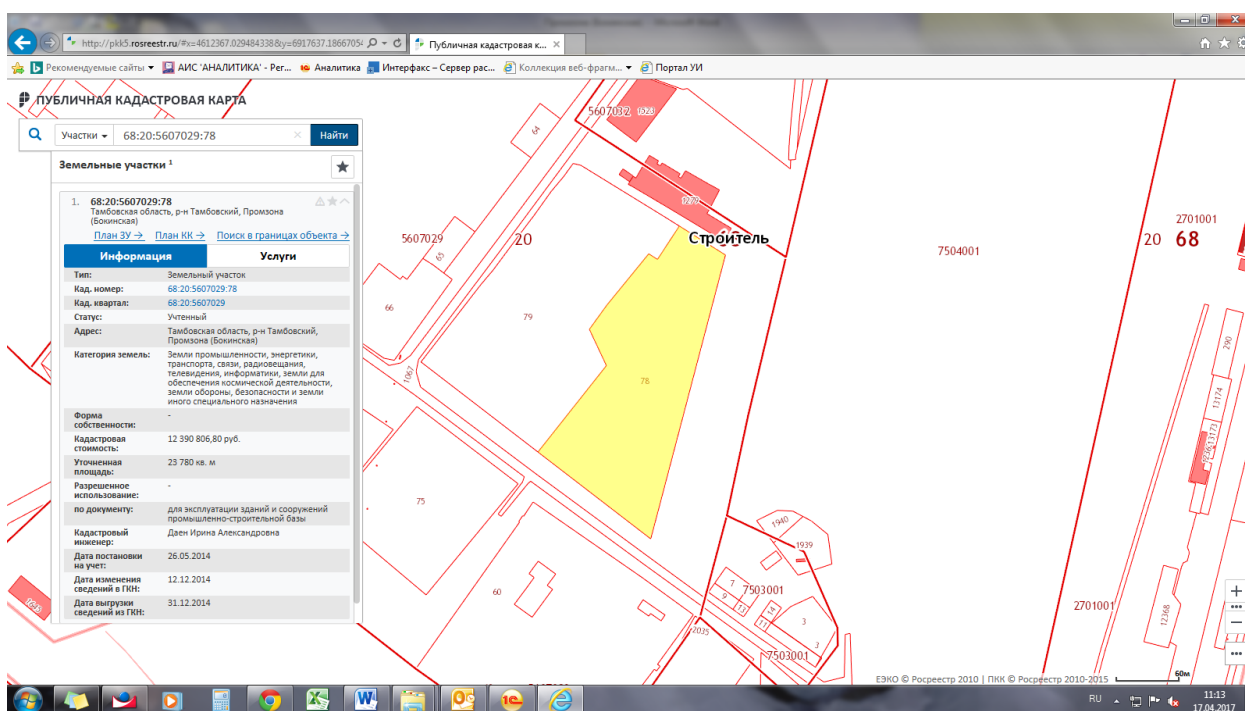 http://pkk5.rosreestr.ru/#x=4612367.029484338&y=6917637.1866705
Публичная кадастровая к...
Рекомендуемые сайты
АИС 'АНАЛИТИКА' - Рег...
Аналитика
Интерфакс – Сервер рас...
Коллекция веб-фрагм...
Портал УИ
ПУБЛИЧНАЯ КАДАСТРОВАЯ КАРТА
Участки
68:20:5607029:78
Найти
Земельные участки 1
1. 68:20:5607029:78
Тамбовская область, р-н Тамбовский, Промзона
(Бокинская)
План ЗУ → План КК → Поиск в границах объекта →
Информация Услуги
Тип: Земельный участок
Кад. номер: 68:20:5607029:78
Кад. квартал: 68:20:5607029
Статус: Учтенный
Адрес: Тамбовская область, р-н Тамбовский,
Промзона (Бокинская)
Категория земель: Земли промышленности, энергетики,
транспорта, связи, радиовещания,
телевидения, информатики, земли для
обеспечения космической деятельности,
земли обороны, безопасности и земли
иного специального назначения
Форма
собственности: -
Кадастровая
стоимость: 12 390 806,80 руб.
Уточненная
площадь: 23 780 кв. м
Разрешенное
использование: -
по документу: для эксплуатации зданий и сооружений
промышленно-строительной базы
Кадастровый
инженер: Даен Ирина Александровна
Дата постановки
на учет: 26.05.2014
Дата изменения
сведений в ГКН: 12.12.2014
Дата выгрузки
сведений из ГКН: 31.12.2014
5607032
1523
64
1279
Строитель
5607029
20
65
66
79
1067
78
75
60
7504001
2701001
20 68
290
13174
13173
1940
1939
7
7503001
9
13
14
11
3
3
7503001
2035
2701001
12368
1645
ЕЭКО © Росреестр 2010 | ПКК © Росреестр 2010-2015
60м
RU
11:13
17.04.2017